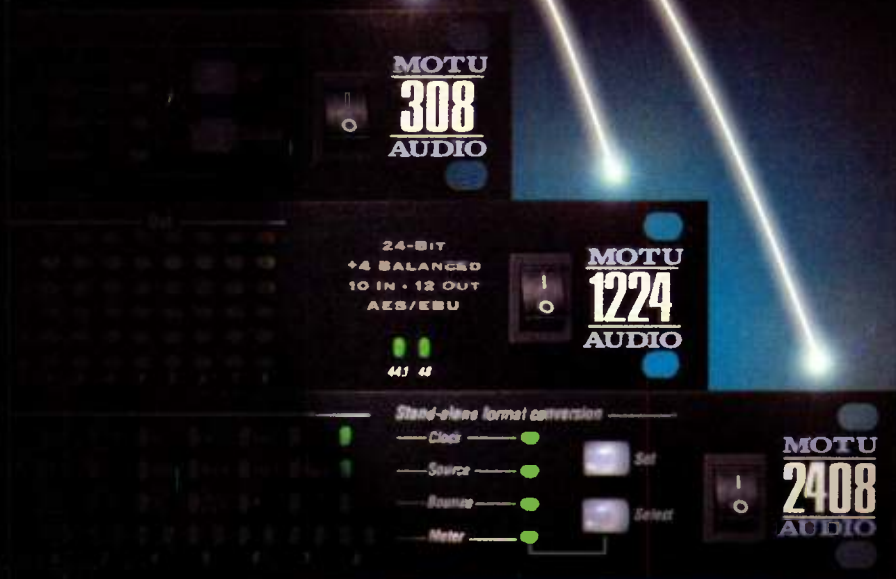 MOTU
308
AUDIO
24-BIT
+4 BALANCED
10 IN • 12 OUT
AES/EBU
44.1 48
MOTU
1224
AUDIO
Stand-alone format conversion
Clock
Source
Bounce
Meter
Set
Select
MOTU
2408
AUDIO